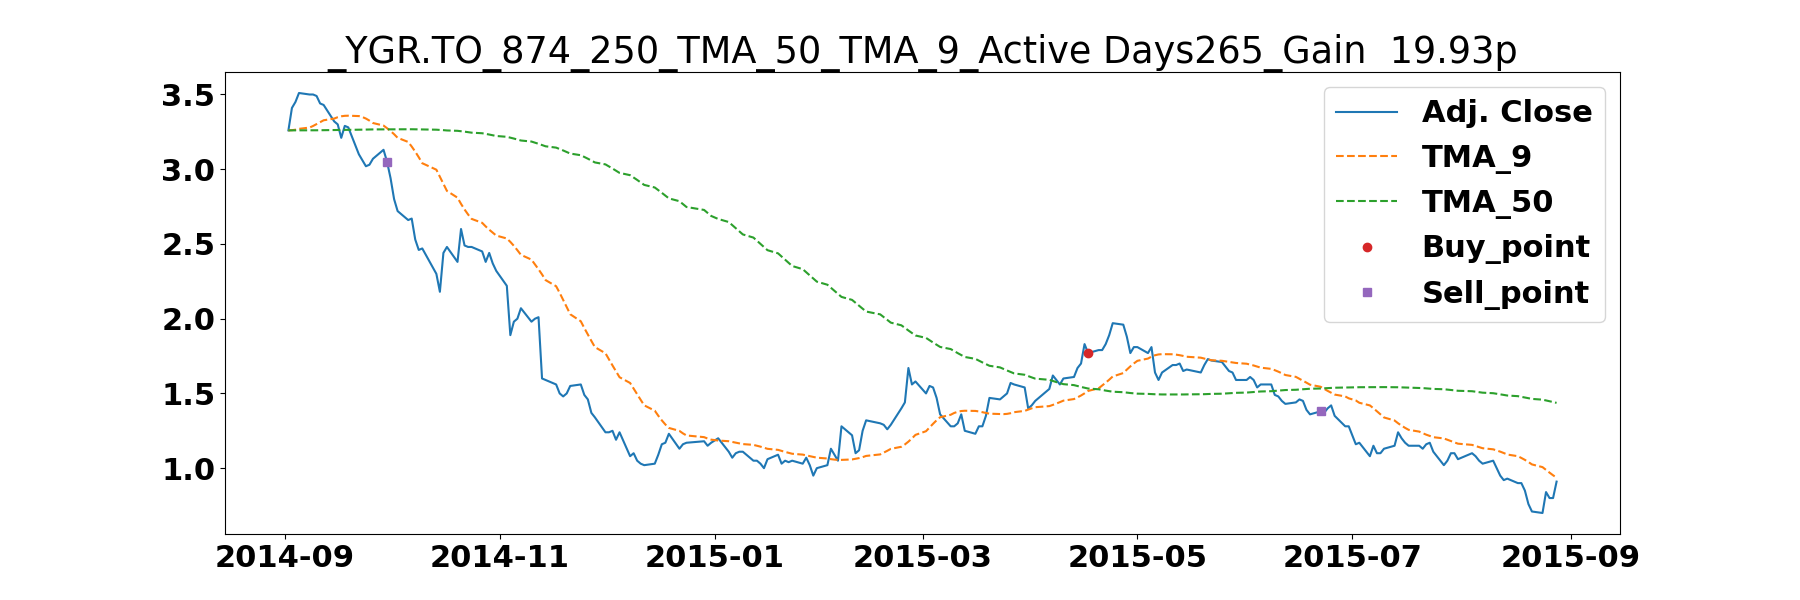 _YGR.TO_874_250_TMA_50_TMA_9_Active Days265_Gain  19.93p
3.5
3.0
2.5
2.0
1.5
1.0
Adj. Close
TMA_9
TMA_50
Buy_point
Sell_point
2014-09 2014-11 2015-01 2015-03 2015-05 2015-07 2015-09